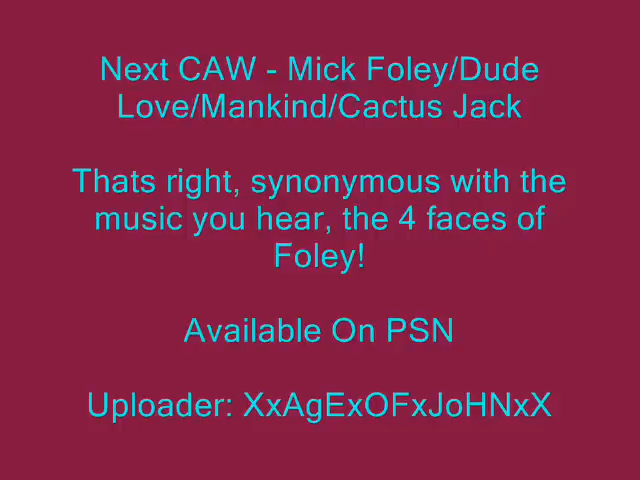 Next CAW - Mick Foley/Dude
Love/Mankind/Cactus Jack
Thats right, synonymous with the
music you hear, the 4 faces of
Foley!
Available On PSN
Uploader: XxAgExOFxJoHNxX